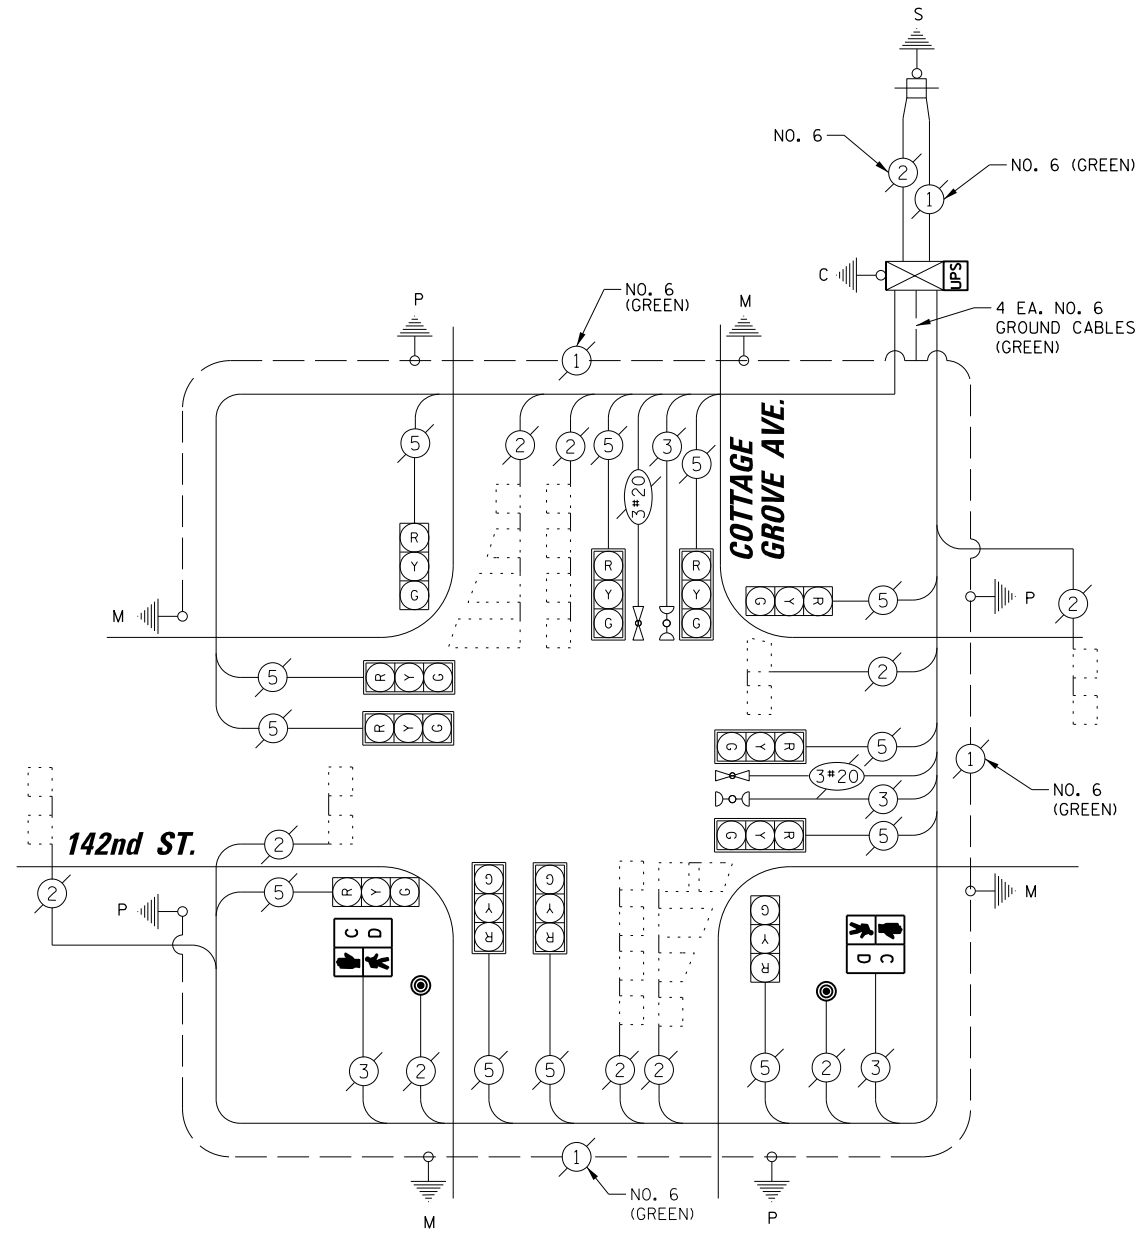 S
NO. 6
2
NO. 6 (GREEN)
1
C
UPS
P
NO. 6
(GREEN)
M
4 EA. NO. 6
GROUND CABLES
(GREEN)
1
5
2
2
5
3#20
3
5
COTTAGE
GROVE AVE.
R
Y
G
R
Y
G
R
Y
G
M
G Y R
5
P
2
5
R Y G
2
5
R Y G
G Y R
5
3#20
1
3
NO. 6
(GREEN)
G Y R
5
142nd ST.
2
2
5
R Y G
P
M
C D
G
Y
R
G
Y
R
G
Y
R
C
D
3
2
5
5
2
2
5
2
3
1
M
NO. 6
(GREEN)
P